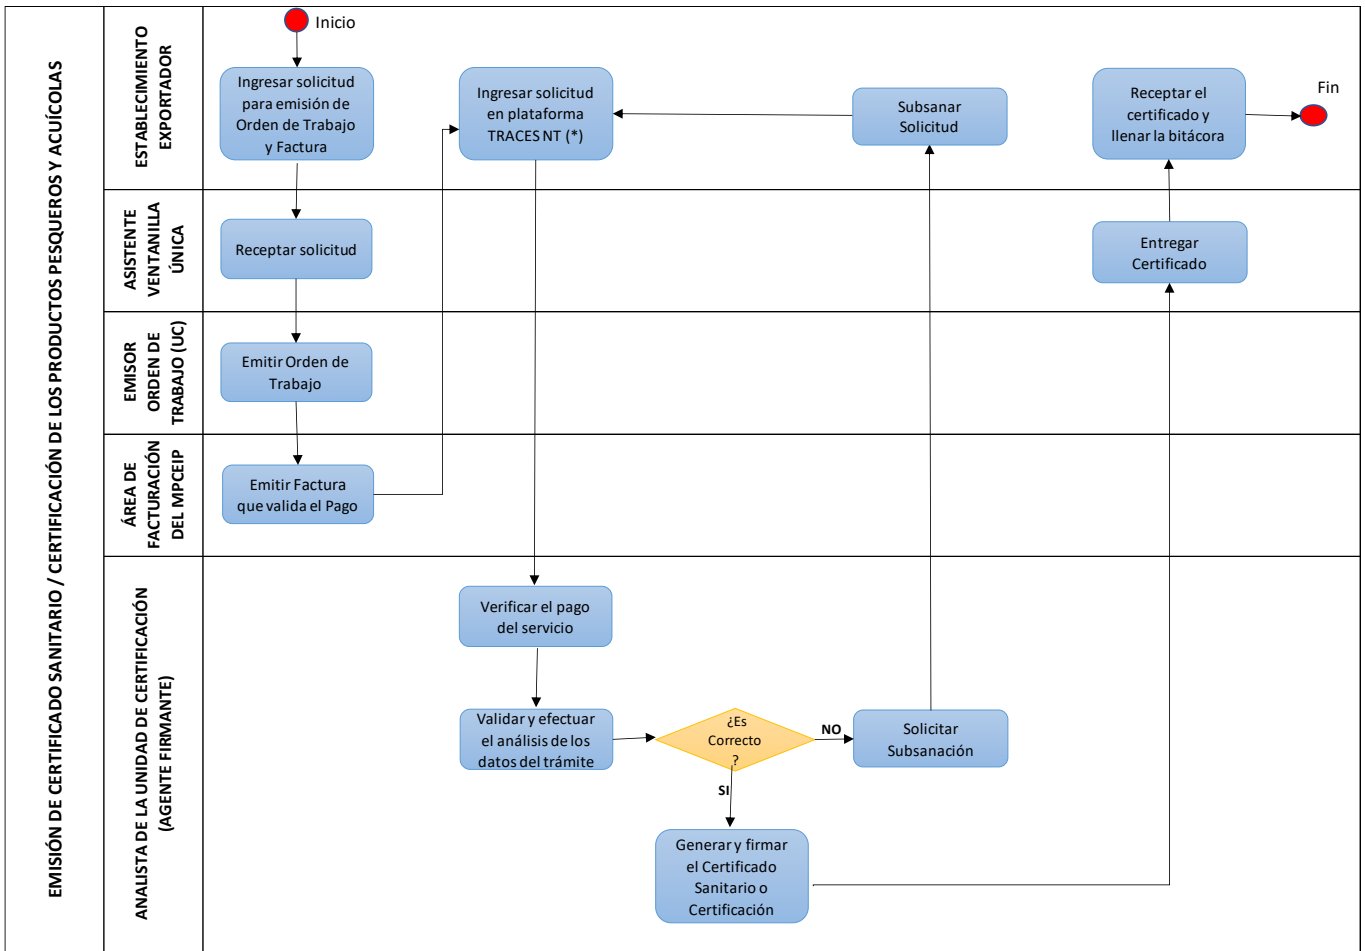 EMISIÓN DE CERTIFICADO SANITARIO / CERTIFICACIÓN DE LOS PRODUCTOS PESQUEROS Y ACUÍCOLAS
ESTABLECIMIENTO
EXPORTADOR
Inicio
Ingresar solicitud
para emisión de
Orden de Trabajo
y Factura
Ingresar solicitud
en plataforma
TRACES NT (*)
Subsanar
Solicitud
Receptar el
certificado y
llenar la bitácora
Fin
ASISTENTE
VENTANILLA
ÚNICA
Receptar solicitud
Entregar
Certificado
EMISOR
ORDEN DE
TRABAJO (UC)
Emitir Orden de
Trabajo
ÁREA DE
FACTURACIÓN
DEL MPCEIP
Emitir Factura
que valida el Pago
ANALISTA DE LA UNIDAD DE CERTIFICACIÓN
(AGENTE FIRMANTE)
Verificar el pago
del servicio
Validar y efectuar
el análisis de los
datos del trámite
¿Es
Correcto
?
NO
Solicitar
Subsanación
SI
Generar y firmar
el Certificado
Sanitario o
Certificación